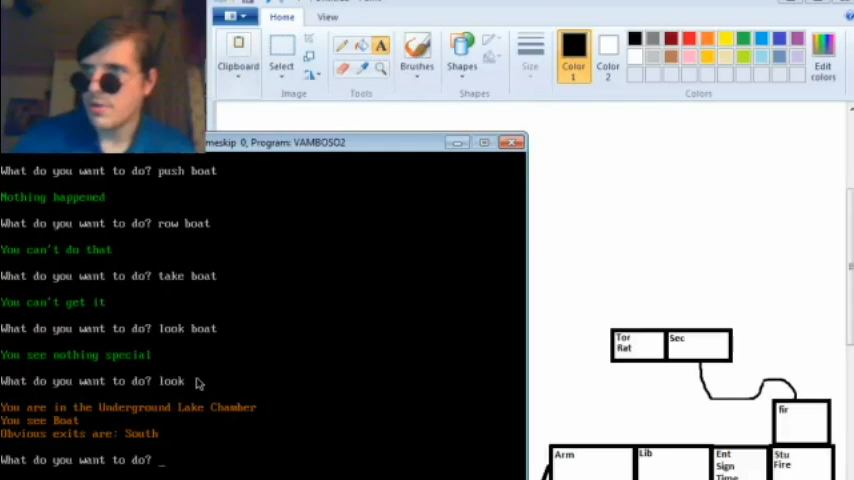 Home
View
Clipboard
Select
Image
Tools
Brushes
Shapes
Shapes
Size
Color
1
Color
2
Edit
colors
Colors
meskip 0, Program: VAMBOSO2
What do you want to do? push boat
Nothing happened
What do you want to do? row boat
You can't do that
What do you want to do? take boat
You can't get it
What do you want to do? look boat
You see nothing special
What do you want to do? look
You are in the Underground Lake Chamber
You see Boat
Obvious exits are: South
What do you want to do? _
Tor
Rat
Sec
fir
Arm
Lib
Ent
Sign
Time
Stu
Fire